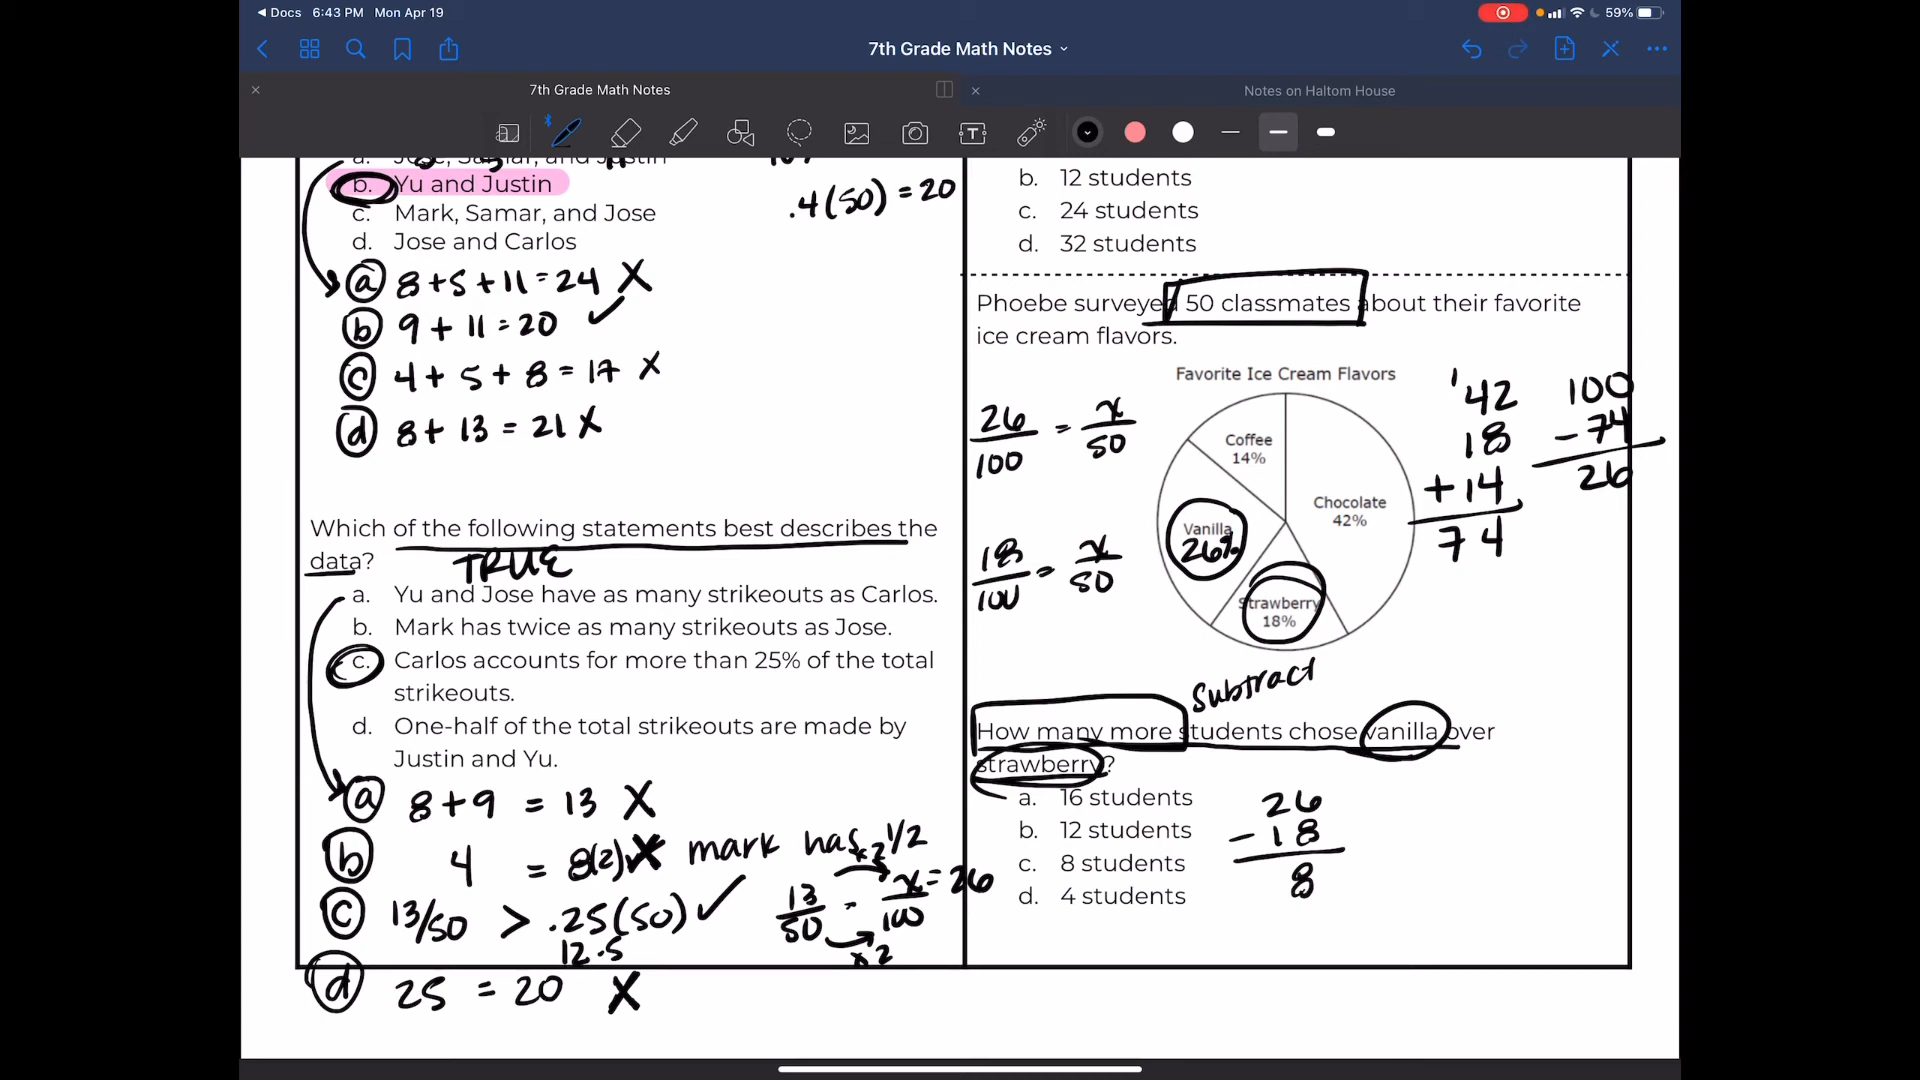 Docs 6:43 PM Mon Apr 19
59%
7th Grade Math Notes
7th Grade Math Notes
Notes on Haltom House
a. Jose, Samar, and Justin
b. Yu and Justin
c. Mark, Samar, and Jose
d. Jose and Carlos
.4(50) = 20
a 8+5+11=24 X
b 9+11=20 ✓
c 4+5+8=17 X
d 8+13=21 X
Which of the following statements best describes the
data?
TRUE
a. Yu and Jose have as many strikeouts as Carlos.
b. Mark has twice as many strikeouts as Jose.
c. Carlos accounts for more than 25% of the total
strikeouts.
d. One-half of the total strikeouts are made by
Justin and Yu.
a 8+9 = 13 X
b 4 = 8(2) X mark has 1/2
c 13/50 > .25(50) ✓
12.5
d 25 = 20 X
x2
13/50 = x/100
x=26
x2
b. 12 students
c. 24 students
d. 32 students
Phoebe surveyed 50 classmates about their favorite
ice cream flavors.
Favorite Ice Cream Flavors
Coffee
14%
Chocolate
42%
Vanilla
26%
Strawberry
18%
26/100 = x/50
18/100 = x/50
42
18
+14
74
100
-74
26
Subtract
How many more students chose vanilla over
strawberry?
a. 16 students
b. 12 students
c. 8 students
d. 4 students
26
-18
8